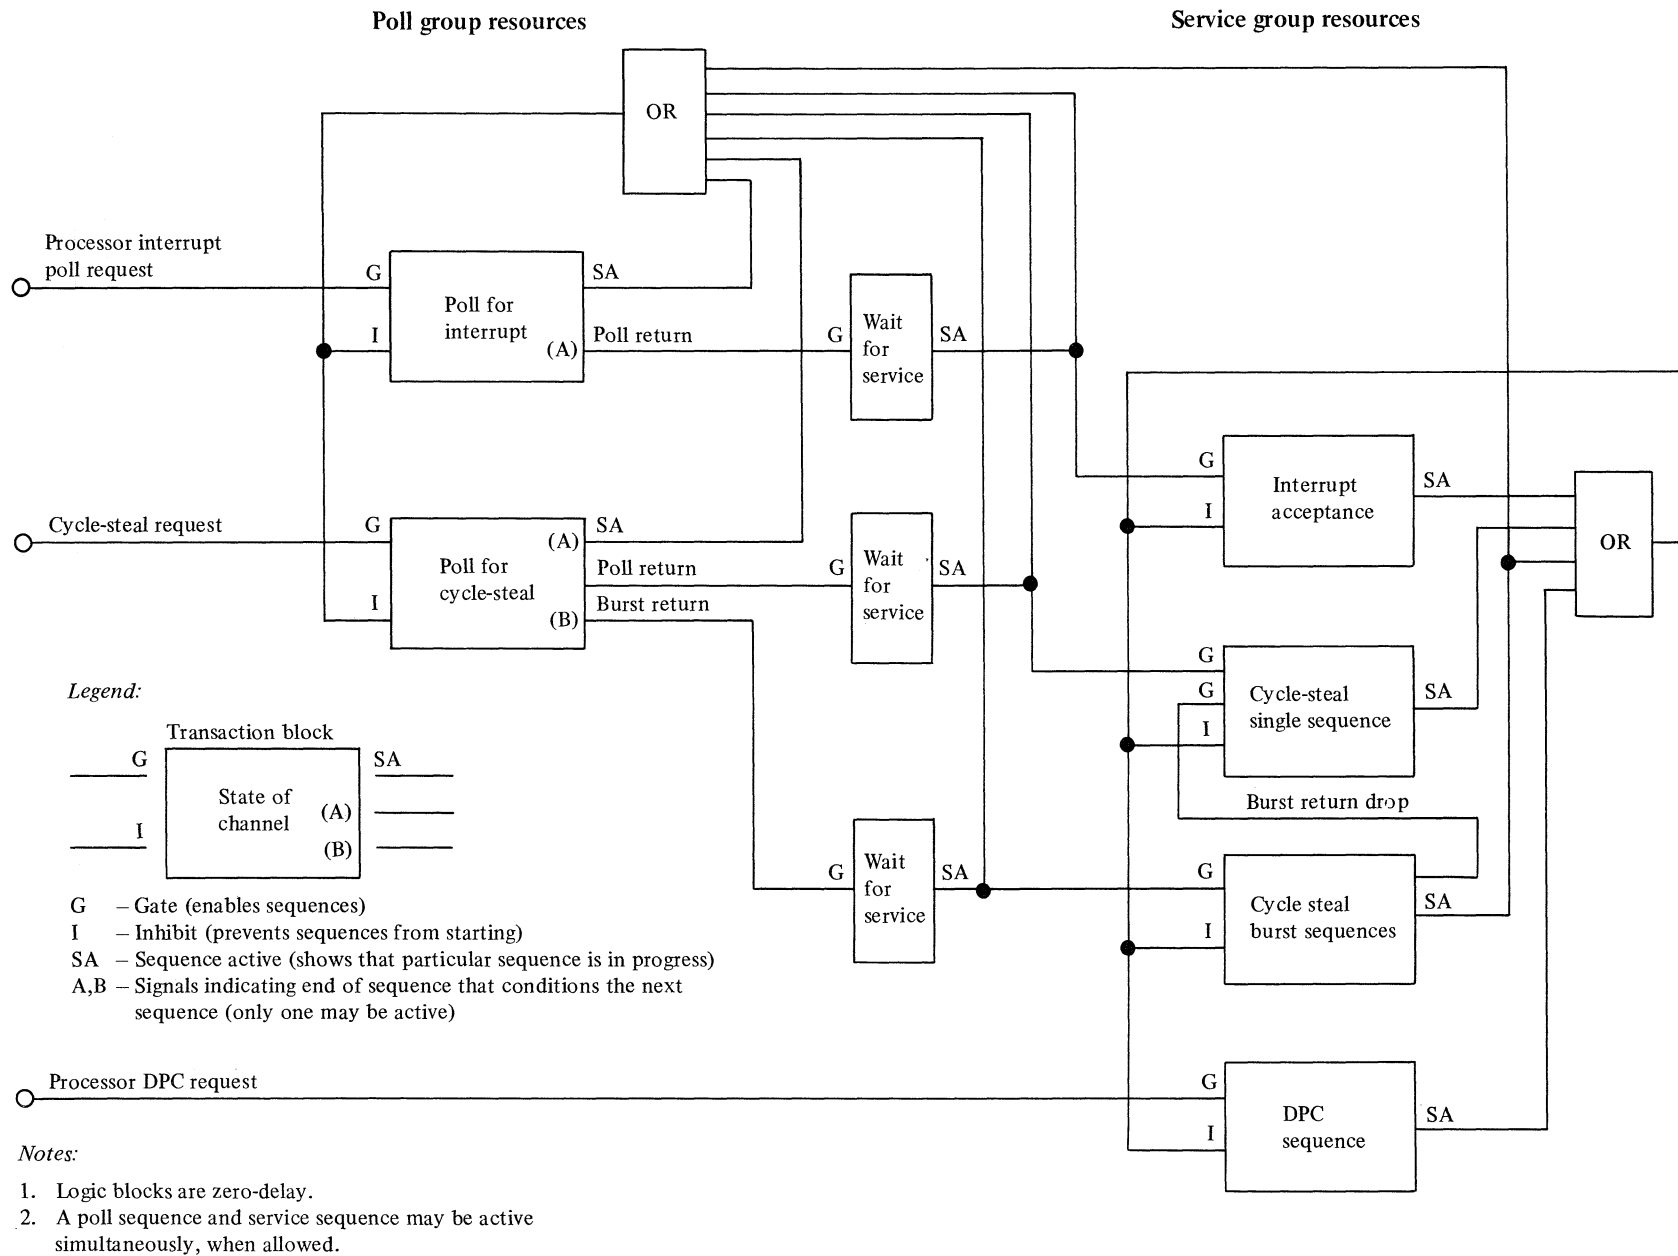 Poll group resources
Service group resources
OR
Processor interrupt
poll request
G
SA
Poll for
interrupt
I
(A)
Poll return
G
Wait
for
service
SA
G
Interrupt
acceptance
SA
I
OR
Cycle-steal request
G
(A)
SA
Poll for
cycle-steal
Poll return
Burst return
I
(B)
G
Wait
for
service
SA
G
G
I
Cycle-steal
single sequence
SA
Burst return drop
G
Wait
for
service
SA
G
Cycle steal
burst sequences
SA
I
Legend:
Transaction block
G
SA
State of
channel
(A)
I
(B)
G – Gate (enables sequences)
I – Inhibit (prevents sequences from starting)
SA – Sequence active (shows that particular sequence is in progress)
A,B – Signals indicating end of sequence that conditions the next
sequence (only one may be active)
Processor DPC request
G
DPC
sequence
SA
I
Notes:
1. Logic blocks are zero-delay.
2. A poll sequence and service sequence may be active
simultaneously, when allowed.